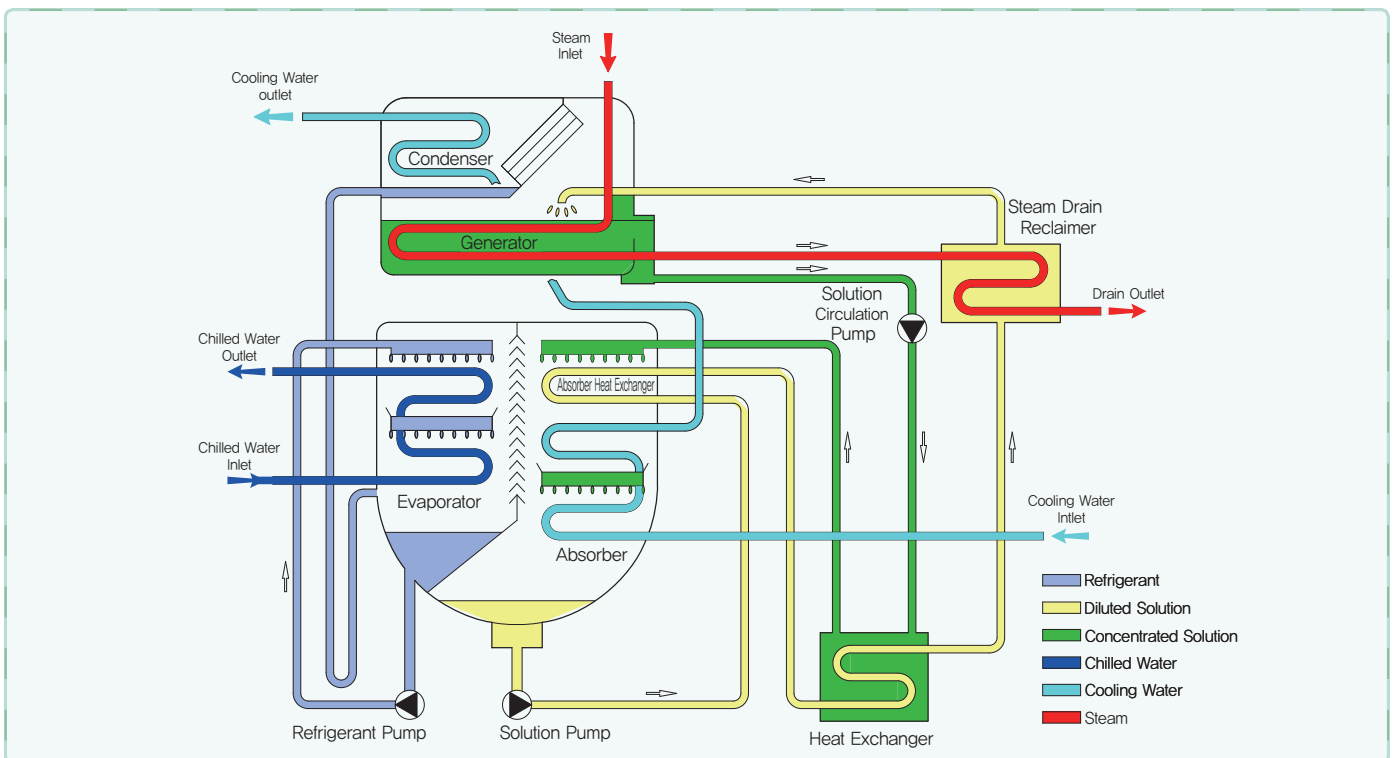 Steam
Inlet
Cooling Water
outlet
Condenser
Steam Drain
Reclaimer
Generator
Solution
Circulation
Pump
Drain Outlet
Chilled Water
Outlet
Absorber Heat Exchanger
Chilled Water
Inlet
Evaporator
Cooling Water
Intlet
Absorber
Refrigerant
Diluted Solution
Concentrated Solution
Chilled Water
Cooling Water
Steam
Refrigerant Pump
Solution Pump
Heat Exchanger